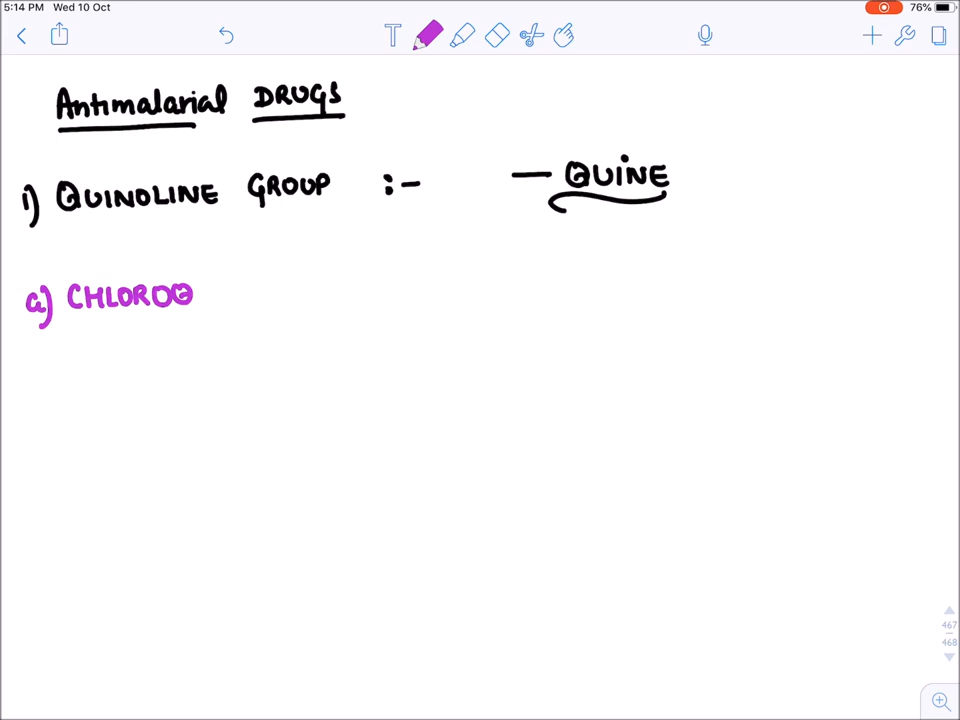 5:14 PM Wed 10 Oct 76%
T
Antimalarial DRUGS
i) QUINOLINE GROUP :- — QUiNE
a) CHLOROQ
467
468